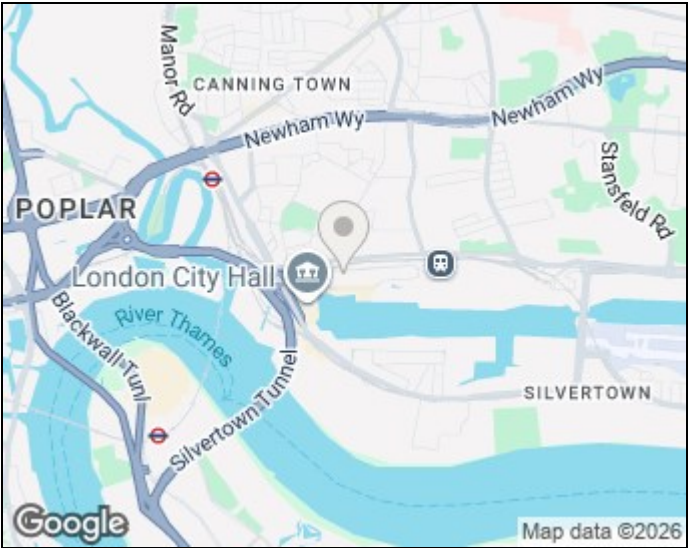 Manor Rd
CANNING TOWN
Newham Wy
Newham Wy
Stansfeld Rd
POPLAR
London City Hall
River Thames
Blackwall Tunl
Silvertown Tunnel
SILVERTOWN
Google
Map data ©2026